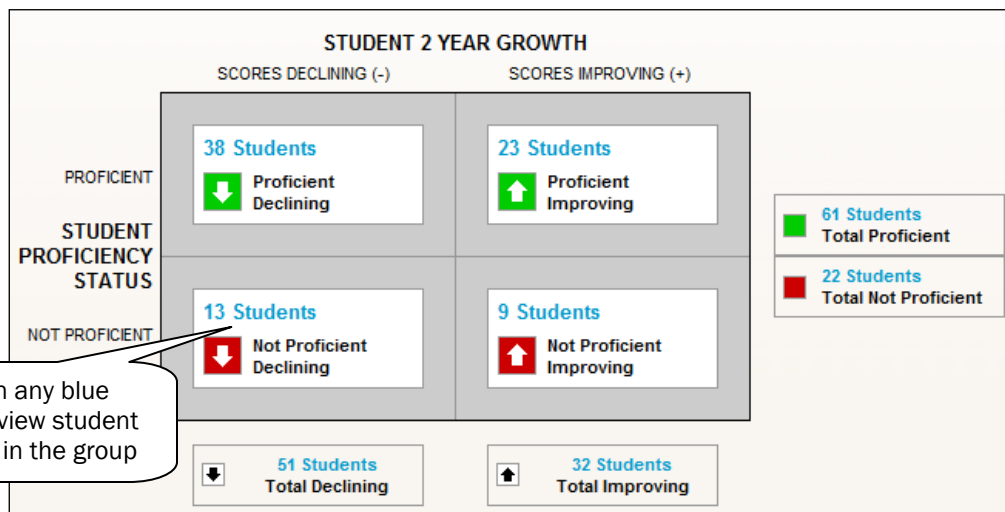 STUDENT 2 YEAR GROWTH
SCORES DECLINING (-)
SCORES IMPROVING (+)
PROFICIENT
STUDENT
PROFICIENCY
STATUS
NOT PROFICIENT
38 Students
Proficient
Declining
23 Students
Proficient
Improving
13 Students
Not Proficient
Declining
9 Students
Not Proficient
Improving
61 Students
Total Proficient
22 Students
Total Not Proficient
any blue
view student
in the group
51 Students
Total Declining
32 Students
Total Improving